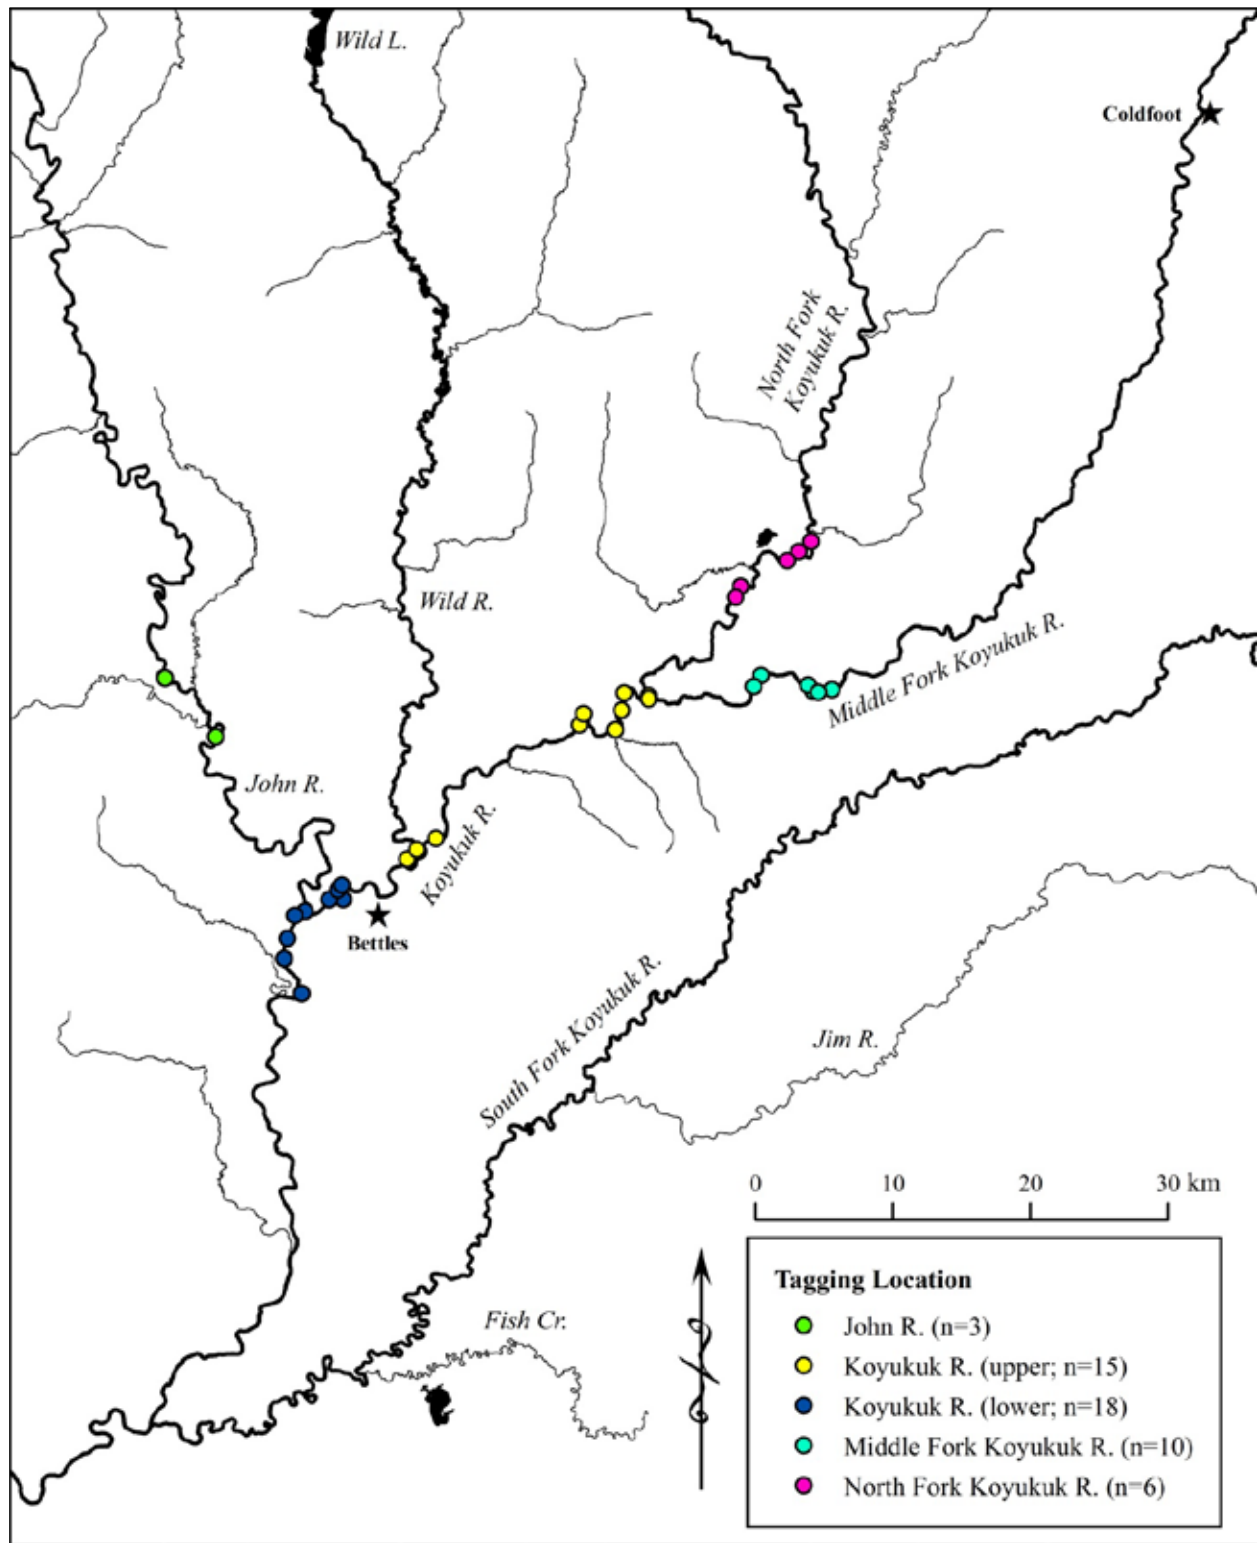 Wild L.
Coldfoot
North Fork
Koyukuk R.
Wild R.
Middle Fork Koyukuk R.
John R.
Koyukuk R.
Bettles
South Fork Koyukuk R.
Jim R.
0 10 20 30 km
Fish Cr.
Tagging Location
John R. (n=3)
Koyukuk R. (upper; n=15)
Koyukuk R. (lower; n=18)
Middle Fork Koyukuk R. (n=10)
North Fork Koyukuk R. (n=6)